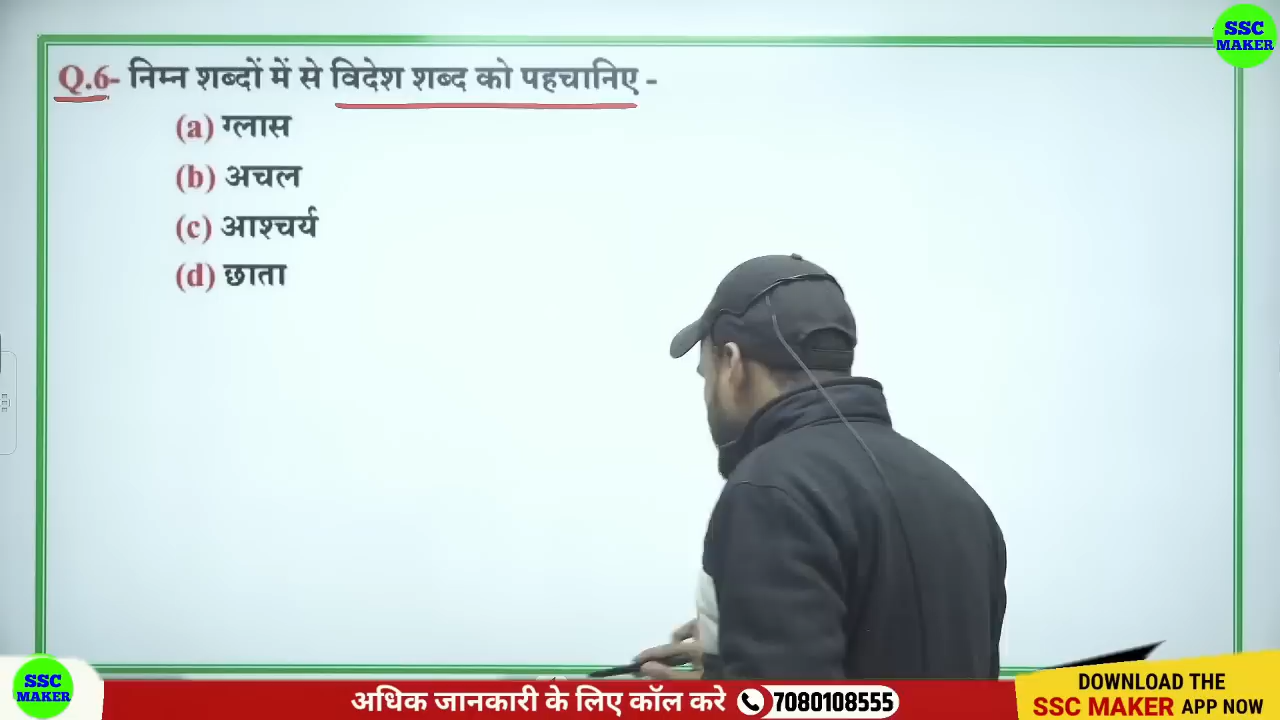 SSC
MAKER
Q.6- निम्न शब्दों में से विदेश शब्द को पहचानिए -
(a) ग्लास
(b) अचल
(c) आश्चर्य
(d) छाता
SSC
MAKER
अधिक जानकारी के लिए कॉल करे 7080108555
DOWNLOAD THE
SSC MAKER APP NOW